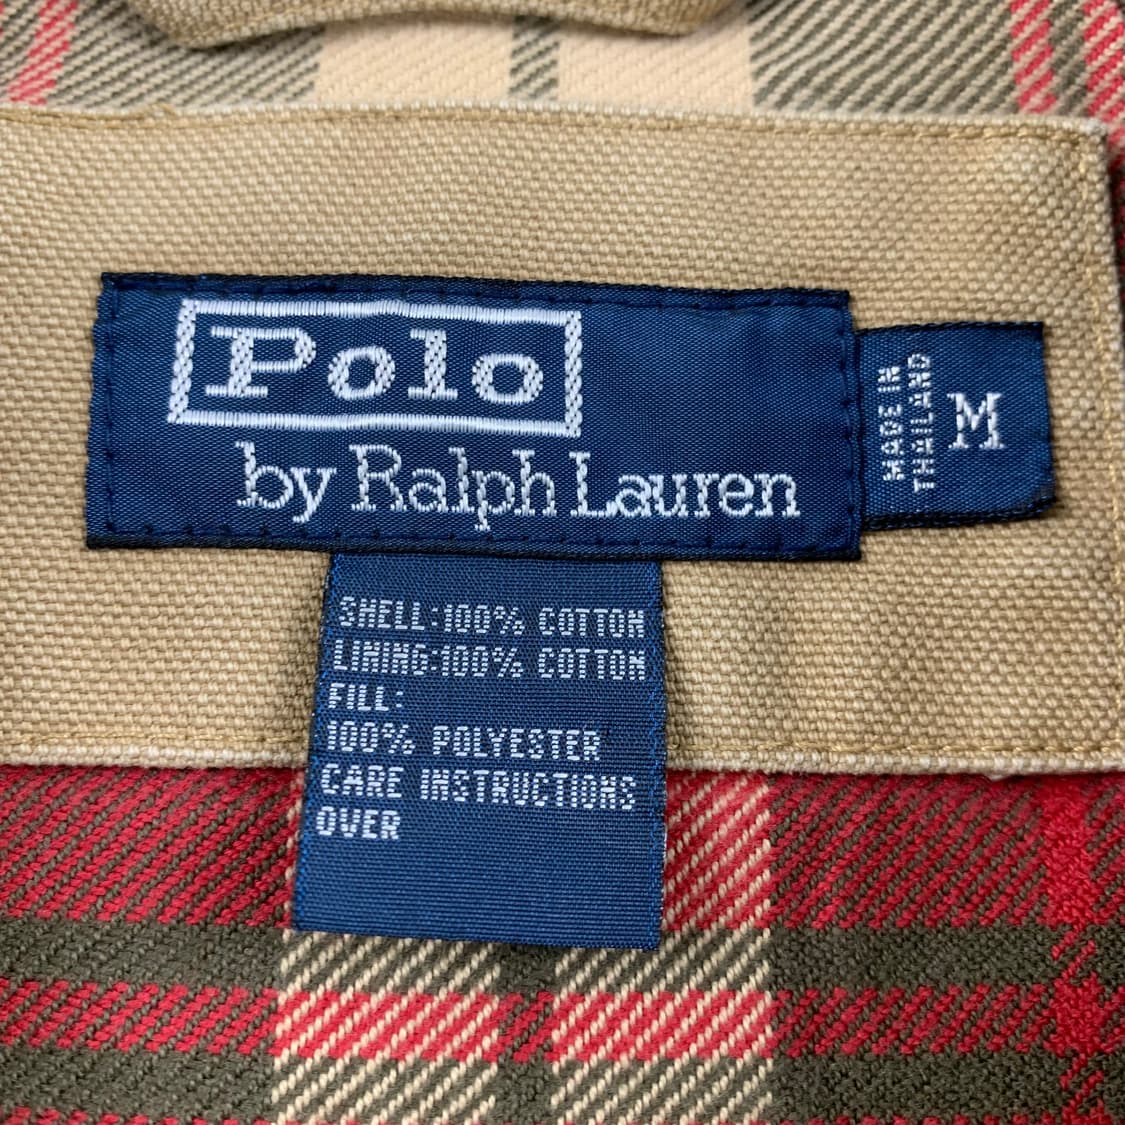 Polo
by Ralph Lauren
MADE IN
THAILAND
M
SHELL:100% COTTON
LINING:100% COTTON
FILL:
100% POLYESTER
CARE INSTRUCTIONS
OVER